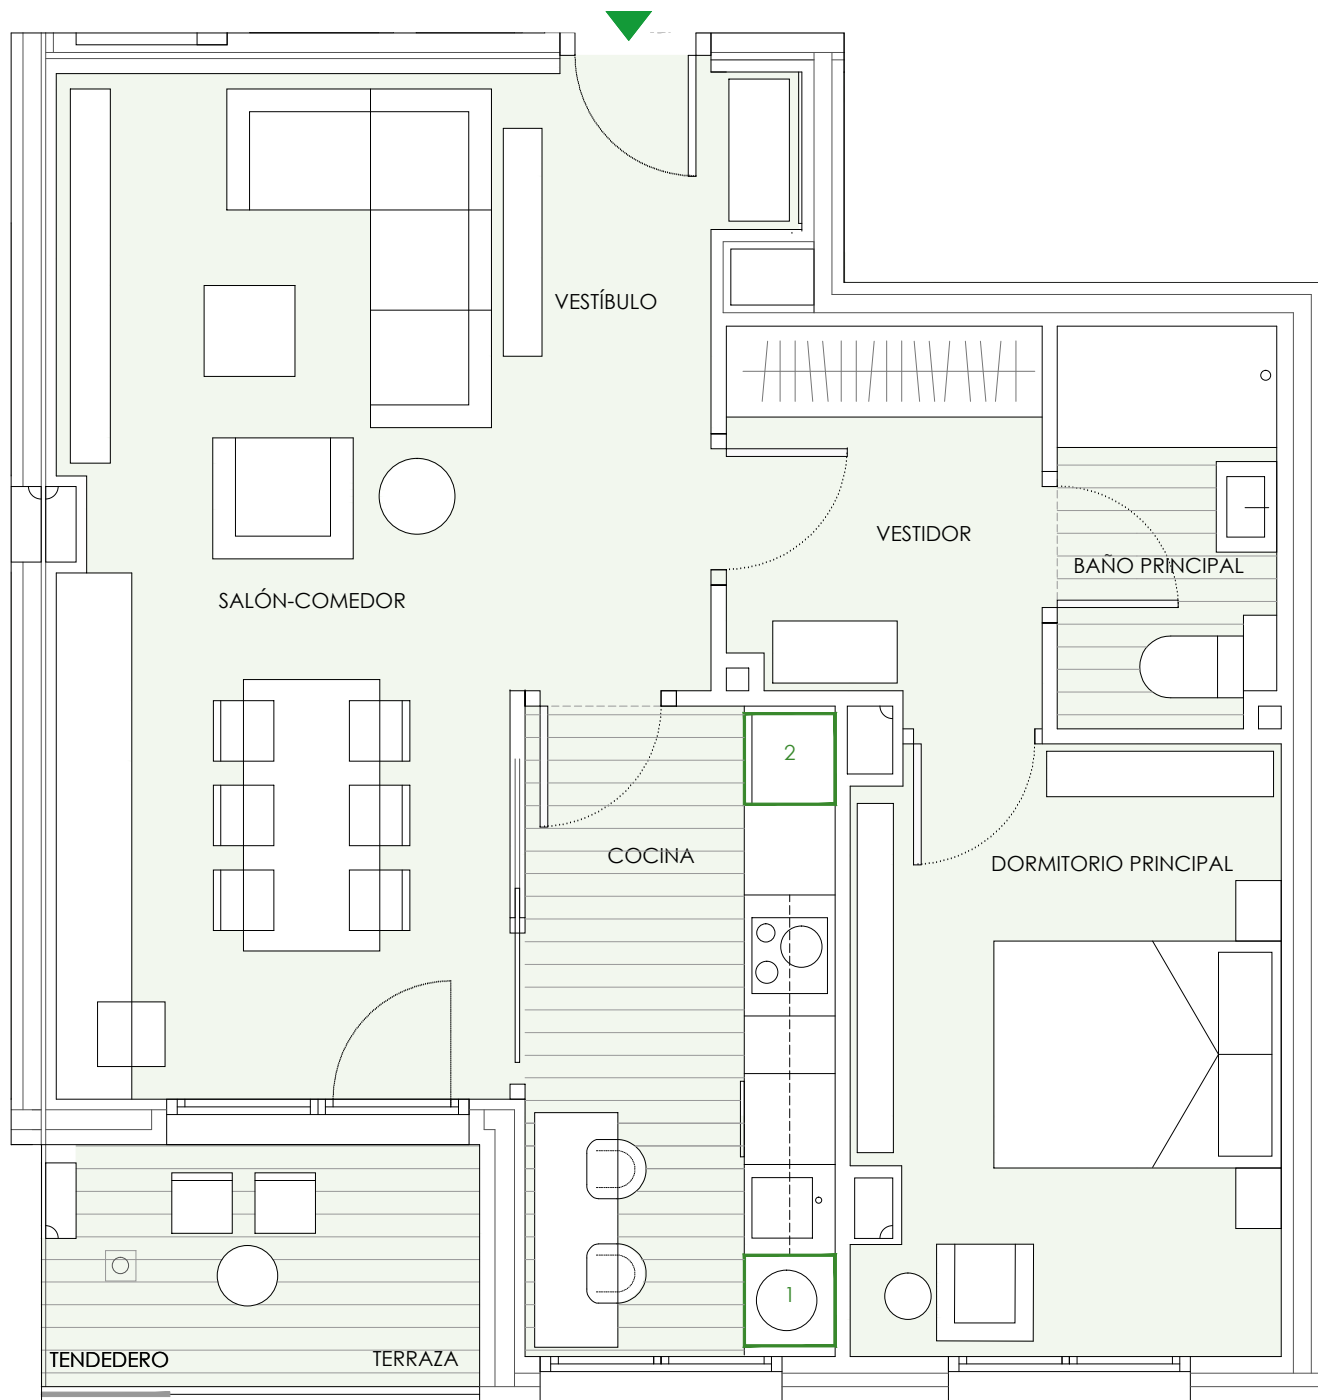 VESTÍBULO
VESTIDOR
BAÑO PRINCIPAL
SALÓN-COMEDOR
2
COCINA
DORMITORIO PRINCIPAL
1
TENDEDERO
TERRAZA